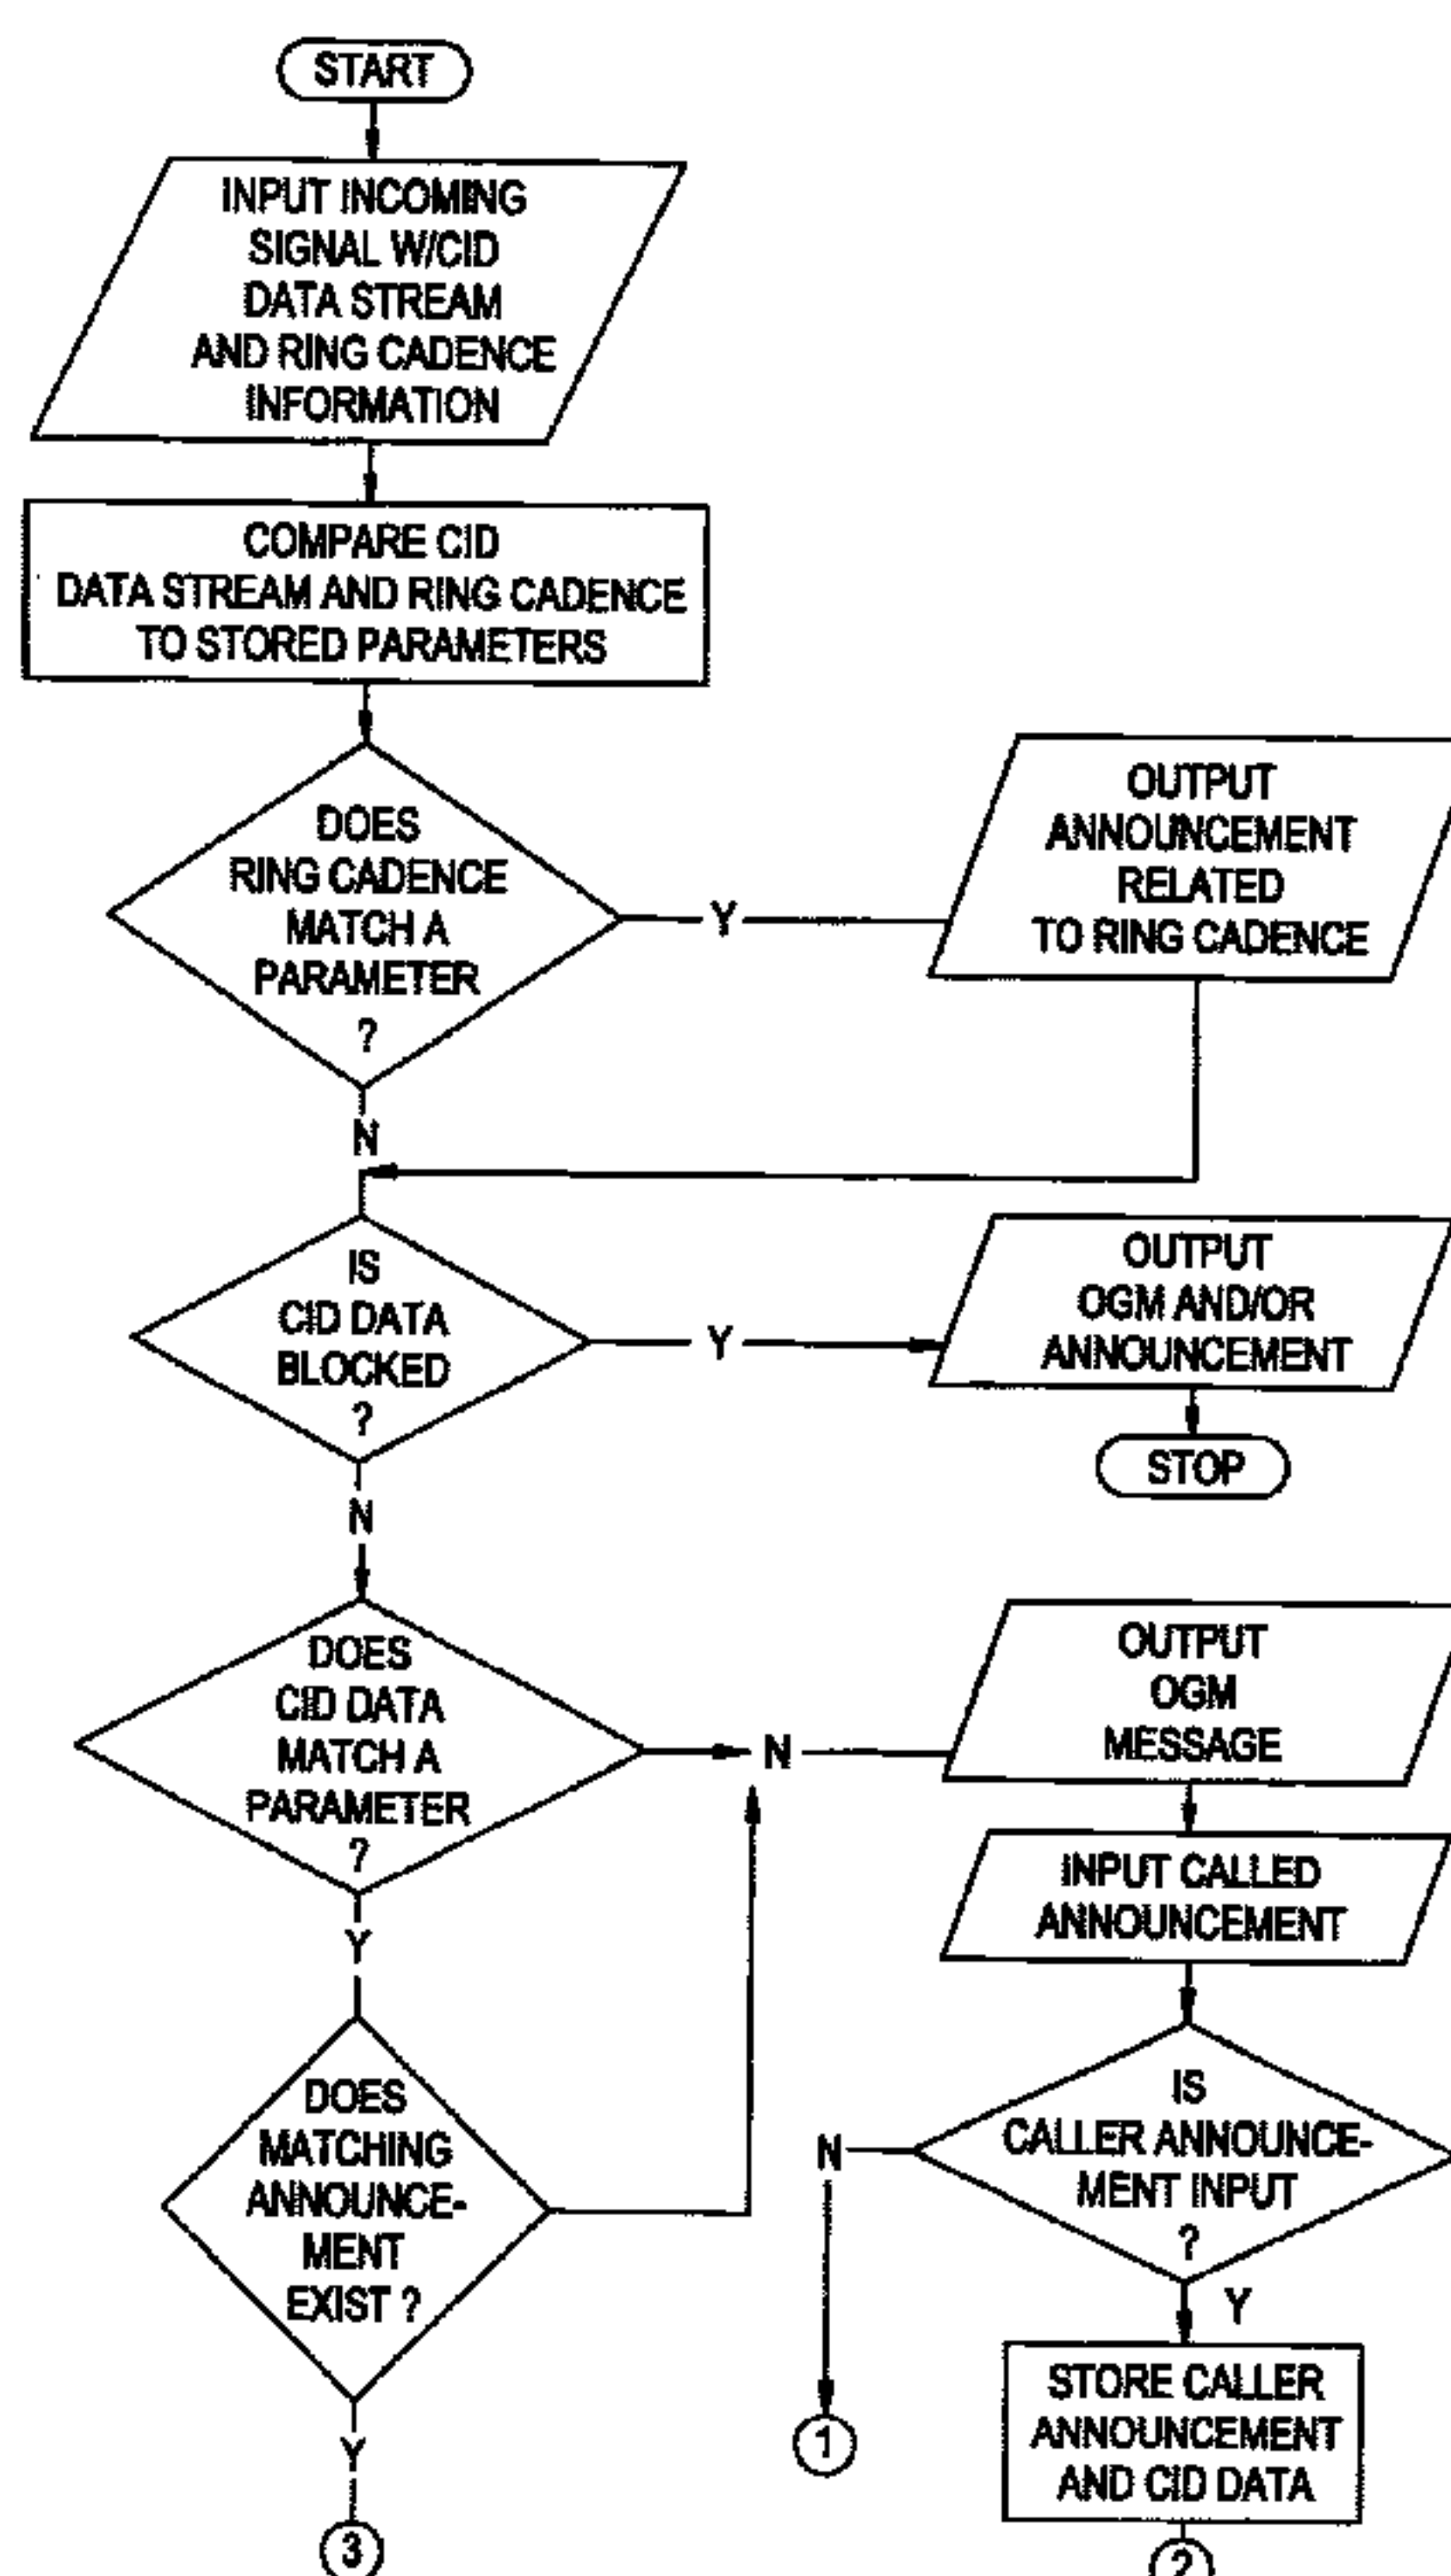 START
INPUT INCOMING
SIGNAL W/CID
DATA STREAM
AND RING CADENCE
INFORMATION
COMPARE CID
DATA STREAM AND RING CADENCE
TO STORED PARAMETERS
DOES
RING CADENCE
MATCH A
PARAMETER
?
Y
OUTPUT
ANNOUNCEMENT
RELATED
TO RING CADENCE
N
IS
CID DATA
BLOCKED
?
Y
OUTPUT
OGM AND/OR
ANNOUNCEMENT
STOP
N
DOES
CID DATA
MATCH A
PARAMETER
?
N
OUTPUT
OGM
MESSAGE
INPUT CALLED
ANNOUNCEMENT
Y
DOES
MATCHING
ANNOUNCE-
MENT
EXIST ?
IS
CALLER ANNOUNCE-
MENT INPUT
?
N
Y
1
STORE CALLER
ANNOUNCEMENT
AND CID DATA
Y
3
2